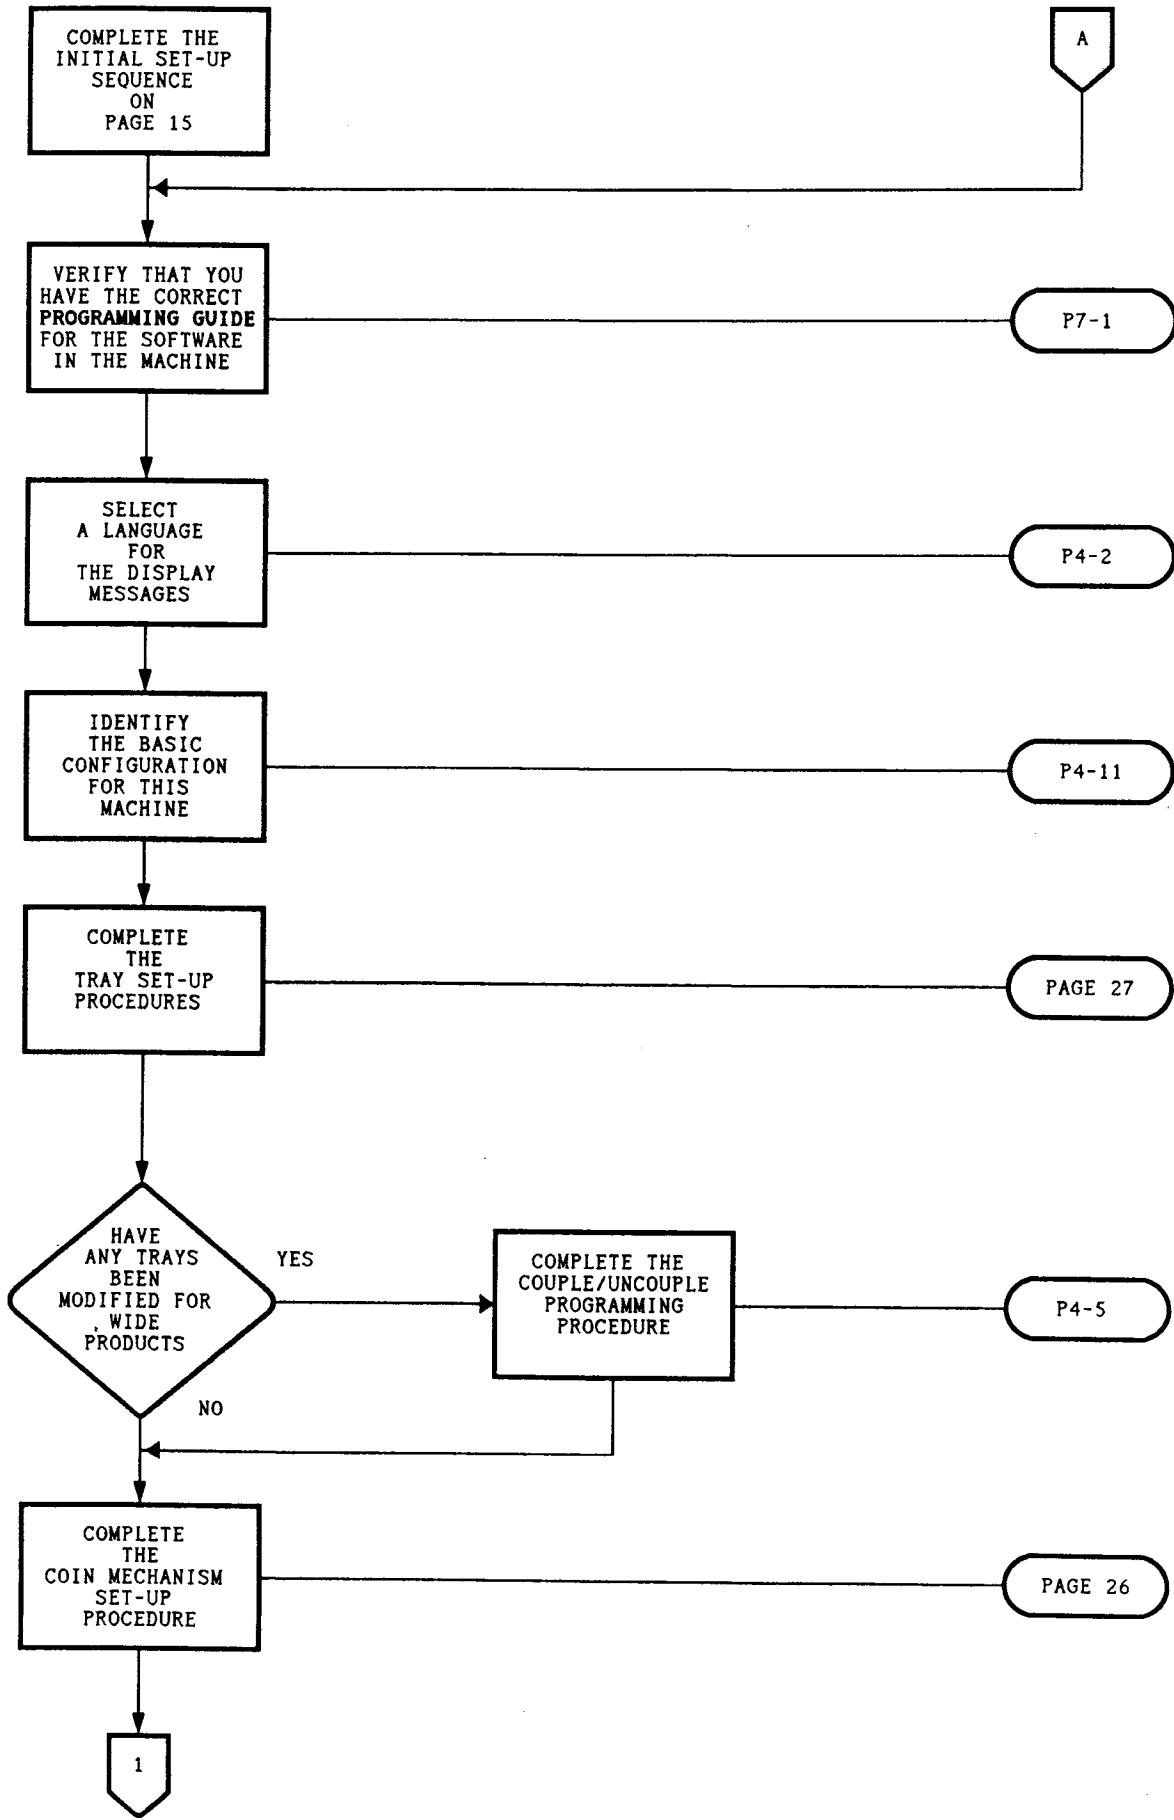 COMPLETE THE
INITIAL SET-UP
SEQUENCE
ON
PAGE 15
A
VERIFY THAT YOU
HAVE THE CORRECT
PROGRAMMING GUIDE
FOR THE SOFTWARE
IN THE MACHINE
P7-1
SELECT
A LANGUAGE
FOR
THE DISPLAY
MESSAGES
P4-2
IDENTIFY
THE BASIC
CONFIGURATION
FOR THIS
MACHINE
P4-11
COMPLETE
THE
TRAY SET-UP
PROCEDURES
PAGE 27
HAVE
ANY TRAYS
BEEN
MODIFIED FOR
WIDE
PRODUCTS
YES
COMPLETE THE
COUPLE/UNCOUPLE
PROGRAMMING
PROCEDURE
P4-5
NO
COMPLETE
THE
COIN MECHANISM
SET-UP
PROCEDURE
PAGE 26
1